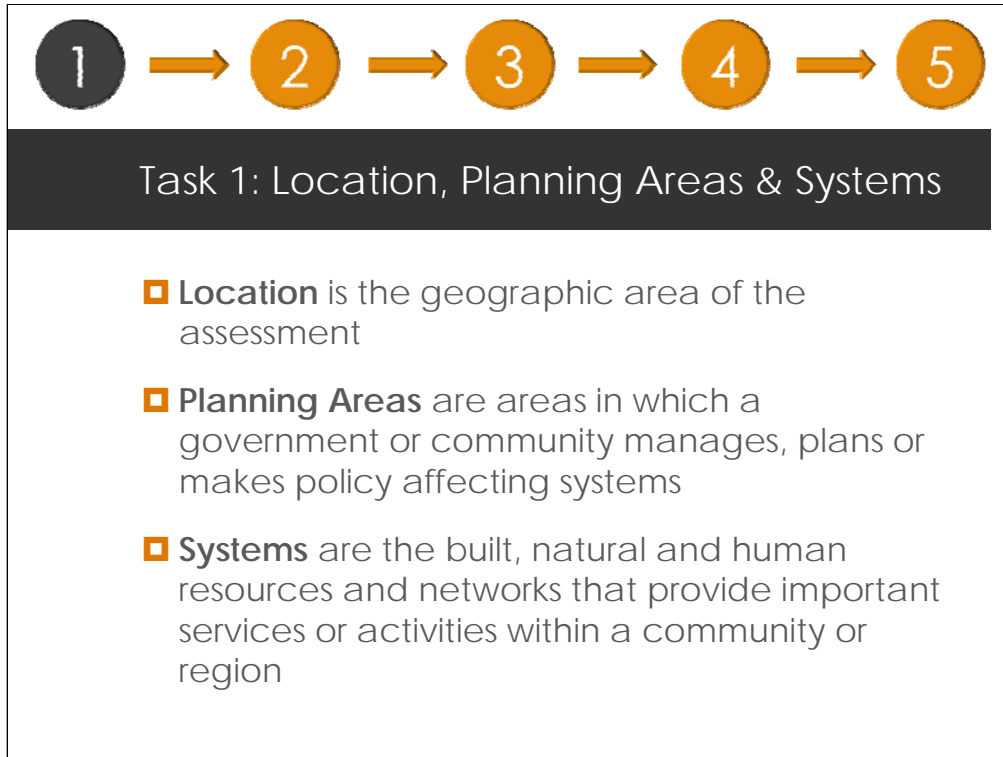 1 2 3 4 5
Task 1: Location, Planning Areas & Systems
Location is the geographic area of the
assessment
Planning Areas are areas in which a
government or community manages, plans or
makes policy affecting systems
Systems are the built, natural and human
resources and networks that provide important
services or activities within a community or
region